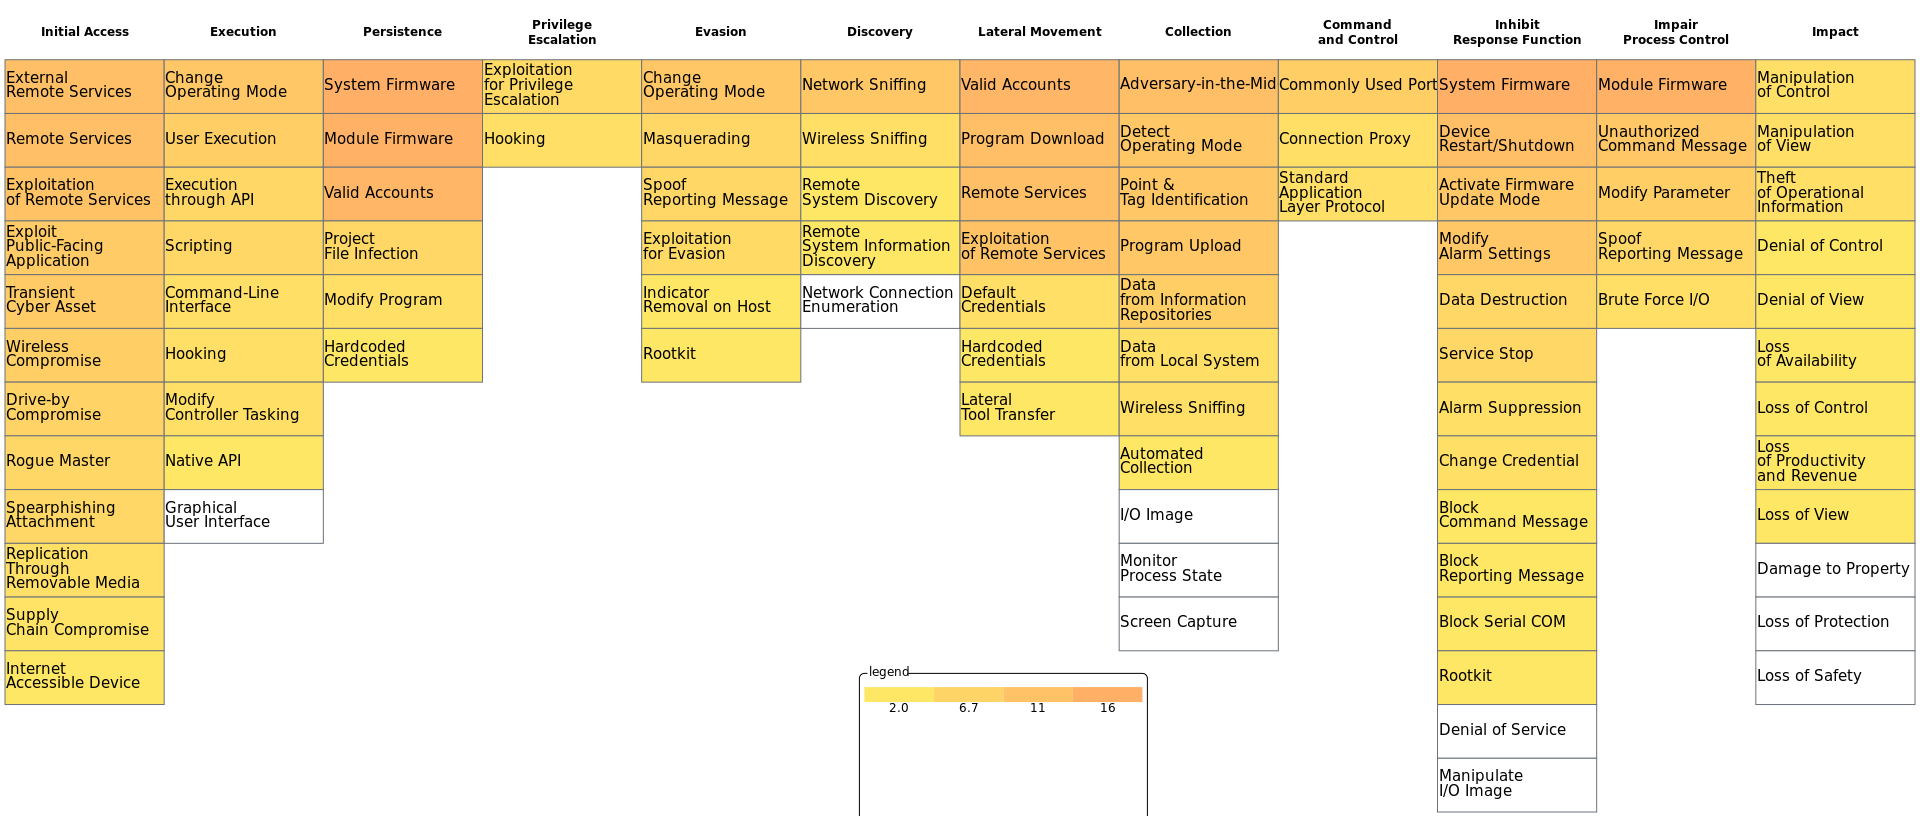 Initial Access
External
Remote Services
Remote Services
Exploitation
of Remote Services
Exploit
Public-Facing
Application
Transient
Cyber Asset
Wireless
Compromise
Drive-by
Compromise
Rogue Master
Spearphishing
Attachment
Replication
Through
Removable Media
Supply
Chain Compromise
Internet
Accessible Device
Execution
Change
Operating Mode
User Execution
Execution
through API
Scripting
Command-Line
Interface
Hooking
Modify
Controller Tasking
Native API
Graphical
User Interface
Persistence
System Firmware
Module Firmware
Valid Accounts
Project
File Infection
Modify Program
Hardcoded
Credentials
Privilege
Escalation
Exploitation
for Privilege
Escalation
Hooking
Evasion
Change
Operating Mode
Masquerading
Spoof
Reporting Message
Exploitation
for Evasion
Indicator
Removal on Host
Rootkit
Discovery
Network Sniffing
Wireless Sniffing
Remote
System Discovery
Remote
System Information
Discovery
Network Connection
Enumeration
Lateral Movement
Valid Accounts
Program Download
Remote Services
Exploitation
of Remote Services
Default
Credentials
Hardcoded
Credentials
Lateral
Tool Transfer
Collection
Adversary-in-the-Mid
Detect
Operating Mode
Point &
Tag Identification
Program Upload
Data
from Information
Repositories
Data
from Local System
Wireless Sniffing
Automated
Collection
I/O Image
Monitor
Process State
Screen Capture
Command
and Control
Commonly Used Port
Connection Proxy
Standard
Application
Layer Protocol
Inhibit
Response Function
System Firmware
Device
Restart/Shutdown
Activate Firmware
Update Mode
Modify
Alarm Settings
Data Destruction
Service Stop
Alarm Suppression
Change Credential
Block
Command Message
Block
Reporting Message
Block Serial COM
Rootkit
Denial of Service
Manipulate
I/O Image
Impair
Process Control
Module Firmware
Unauthorized
Command Message
Modify Parameter
Spoof
Reporting Message
Brute Force I/O
Impact
Manipulation
of Control
Manipulation
of View
Theft
of Operational
Information
Denial of Control
Denial of View
Loss
of Availability
Loss of Control
Loss
of Productivity
and Revenue
Loss of View
Damage to Property
Loss of Protection
Loss of Safety
legend
2.0 6.7 11 16